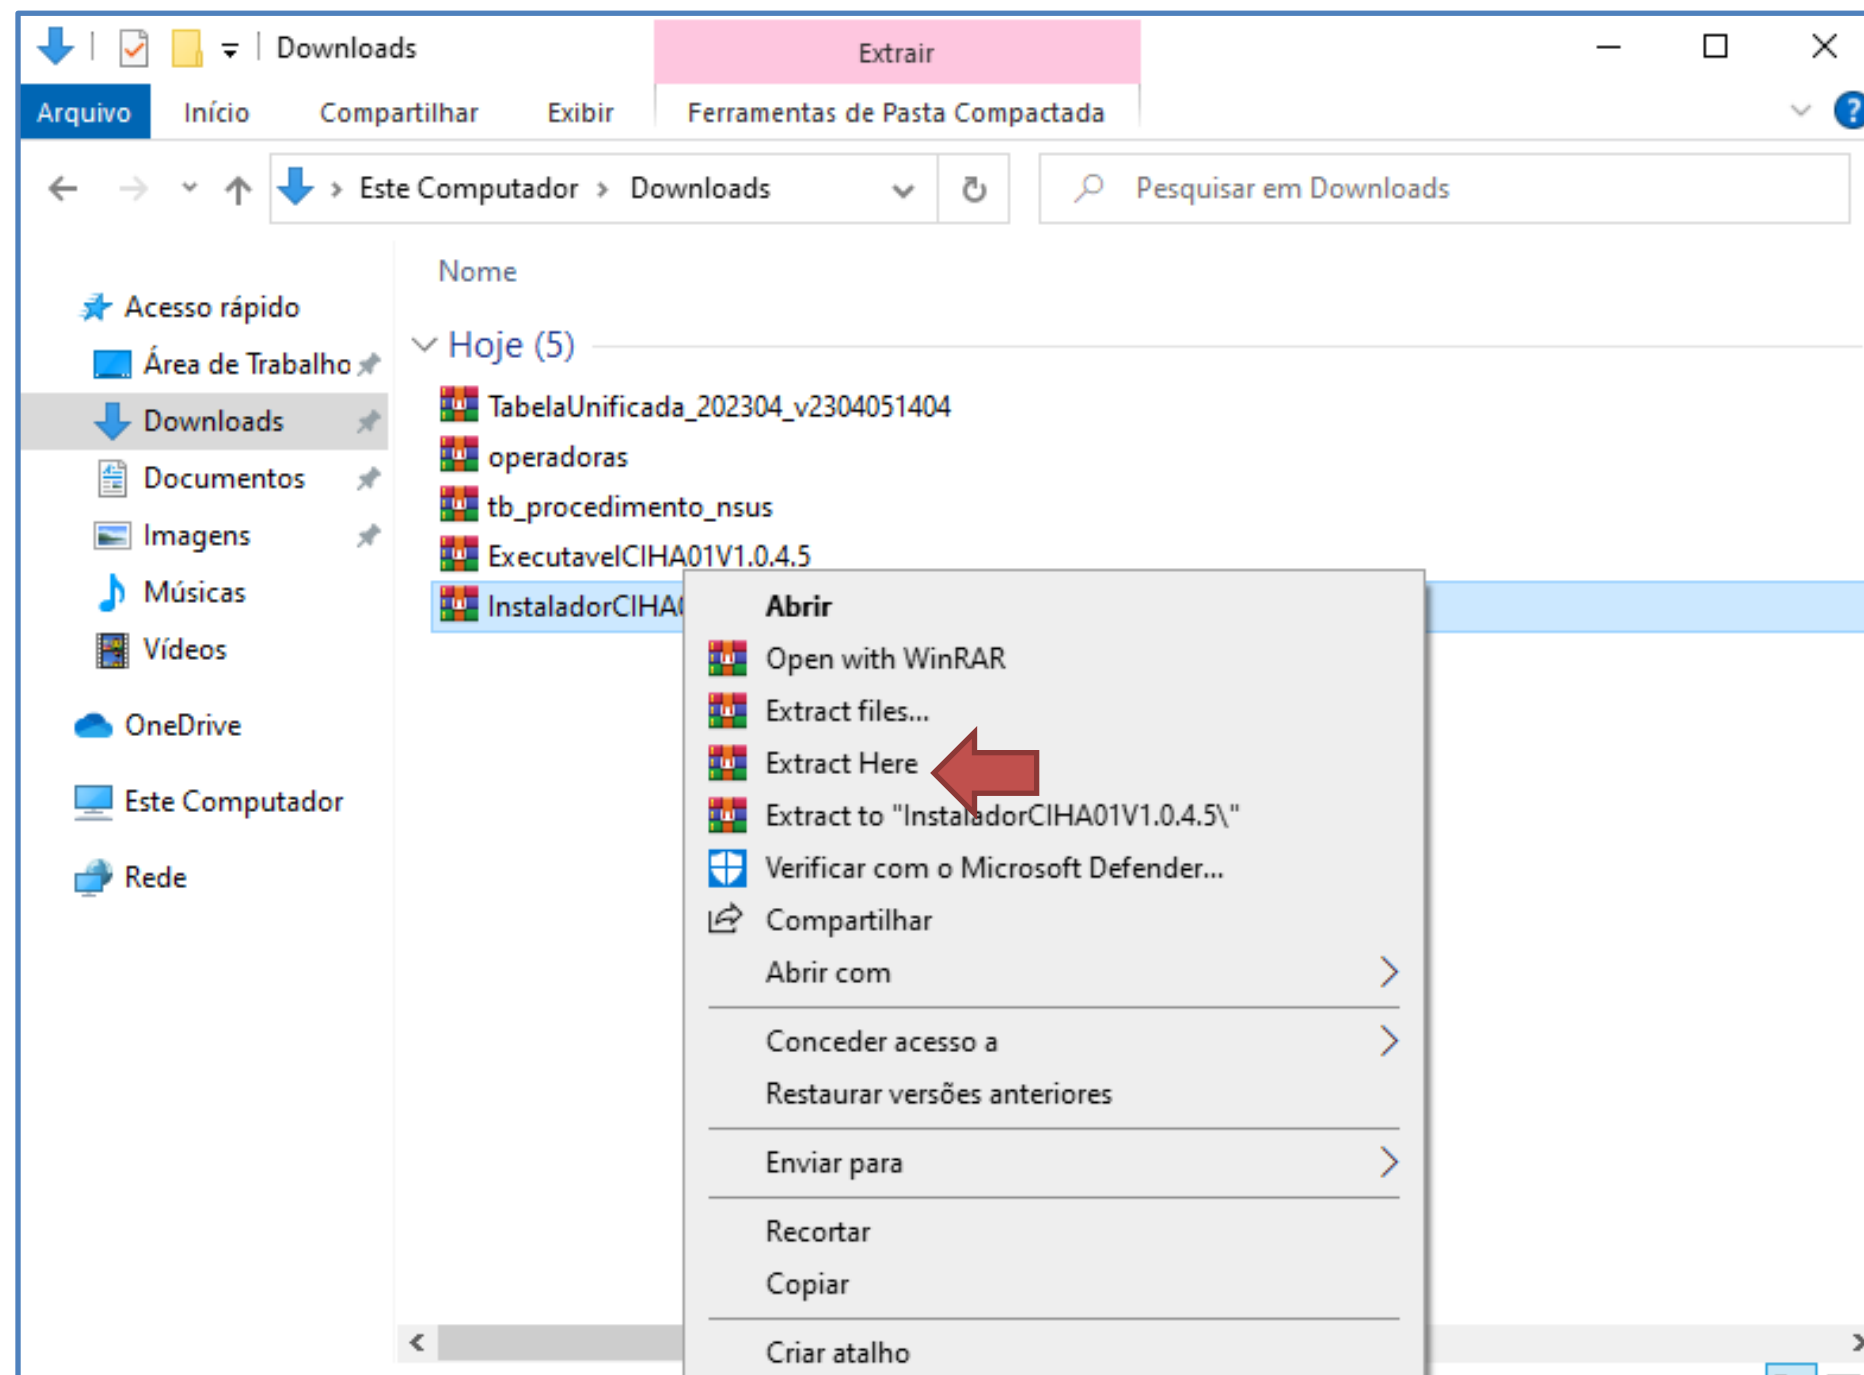 Downloads
Extrair
Arquivo Início Compartilhar Exibir Ferramentas de Pasta Compactada ?
Este Computador > Downloads
Pesquisar em Downloads
Nome
Acesso rápido
Hoje (5)
Área de Trabalho
TabelaUnificada_202304_v2304051404
Downloads
operadoras
Documentos
tb_procedimento_nsus
Imagens
ExecutavelCIHA01V1.0.4.5
Músicas
InstaladorCIHA0
Abrir
Vídeos
Open with WinRAR
Extract files...
OneDrive
Extract Here
Este Computador
Extract to "InstaladorCIHA01V1.0.4.5\"
Rede
Verificar com o Microsoft Defender...
Compartilhar
Abrir com
Conceder acesso a
Restaurar versões anteriores
Enviar para
Recortar
Copiar
Criar atalho